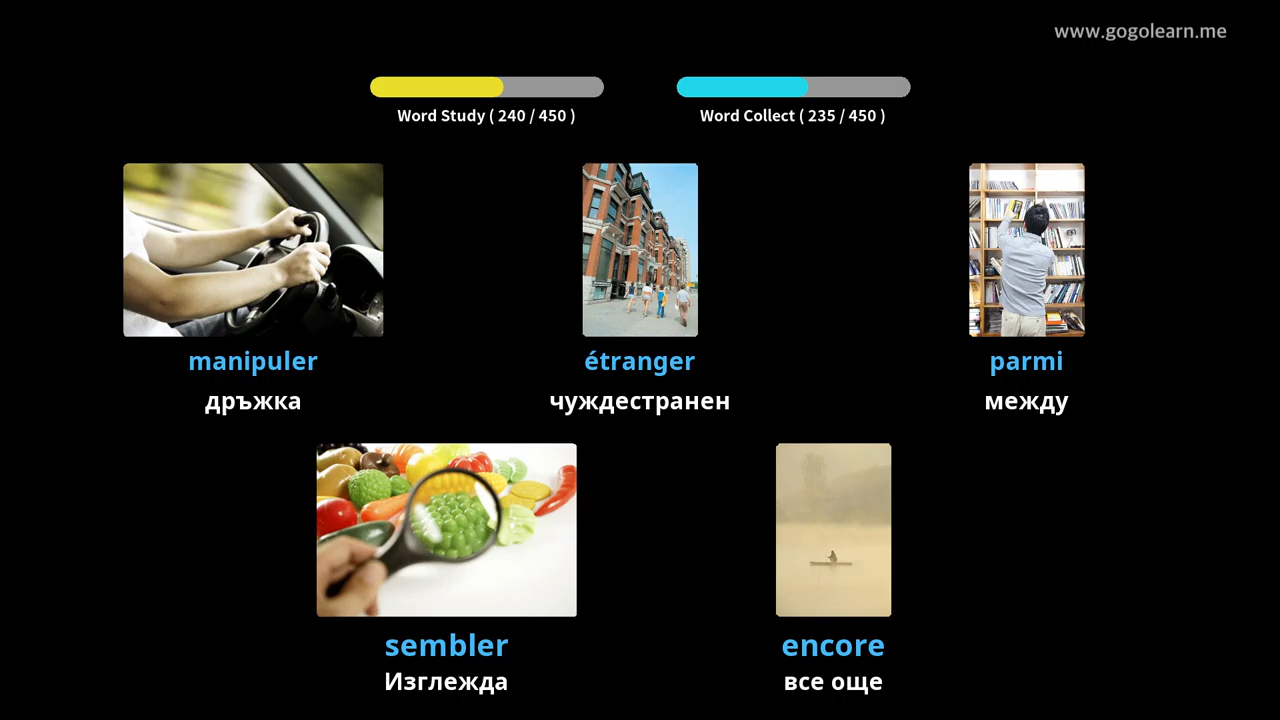 www.gogolearn.me
Word Study ( 240 / 450 )
Word Collect ( 235 / 450 )
manipuler
дръжка
étranger
чуждестранен
parmi
между
sembler
Изглежда
encore
все още